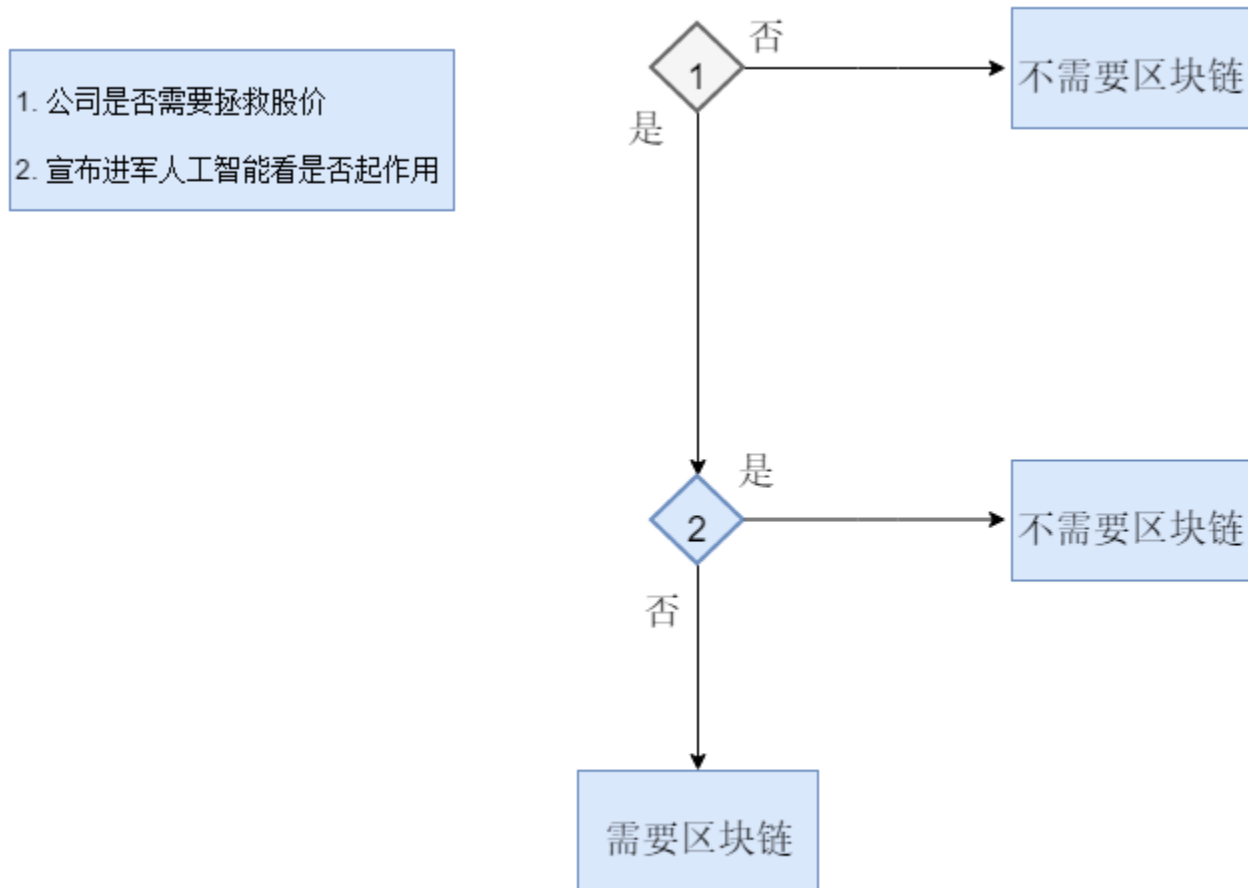 1. 公司是否需要拯救股价
2. 宣布进军人工智能看是否起作用
1
否
不需要区块链
是
2
是
不需要区块链
否
需要区块链